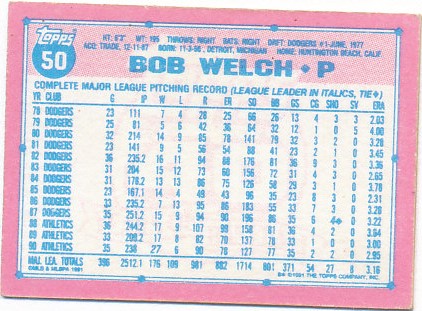 Topps
50
HT: 6'3" WT: 195 THROWS: RIGHT BATS: RIGHT DRAFT: DODGERS #1-JUNE, 1977
ACQ: TRADE, 12-11-87 BORN: 11-3-56, DETROIT, MICHIGAN HOME: HUNTINGTON BEACH, CALIF.
BOB WELCH♦P
COMPLETE MAJOR LEAGUE PITCHING RECORD (LEAGUE LEADER IN ITALICS, TIE♦)
YR CLUB G IP W L R ER SO BB GS CG SHO SV ERA
78 DODGERS 23 111 7 4 28 25 66 26 13 4 3 3 2.03
79 DODGERS 25 81 5 6 42 36 64 32 12 1 0 5 4.00
80 DODGERS 32 214 14 9 85 78 141 79 32 3 2 0 3.28
81 DODGERS 23 141 9 5 56 54 88 41 23 2 1 0 3.45
82 DODGERS 36 235.2 16 11 94 88 176 81 36 9 3 0 3.36
83 DODGERS 31 204 15 12 73 60 156 72 31 4 3 0 2.65
84 DODGERS 31 178.2 13 13 86 75 126 58 29 3 1 0 3.78
85 DODGERS 23 167.1 14 4 49 43 96 35 23 8 3 0 2.31
86 DODGERS 33 235.2 7 13 95 86 183 55 33 7 3 0 3.28
87 DODGERS 35 251.2 15 9 94 90 196 86 35 6 4♦ 0 3.22
88 ATHLETICS 36 244.2 17 9 107 99 158 81 36 4 2 0 3.64
89 ATHLETICS 33 209.2 17 8 82 70 137 78 33 1 0 0 3.00
90 ATHLETICS 35 238 27 6 90 78 127 77 35 2 2 0 2.95
MAJ. LEA. TOTALS 396 2512.1 176 109 981 882 1714 801 371 54 27 8 3.16
©MLB & MLBPA 1991 ©1991 THE TOPPS COMPANY, INC.